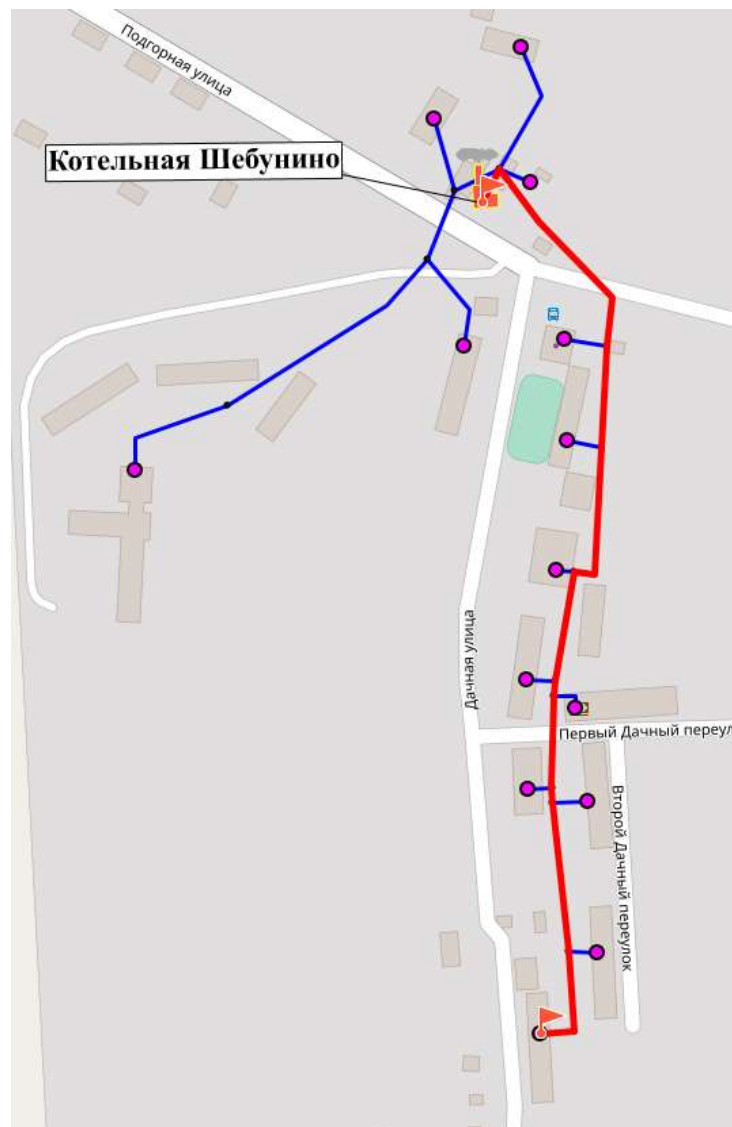 Подгорная улица
Котельная Шебунино
Дачная улица
Первый Дачный переул
Второй Дачный переулок